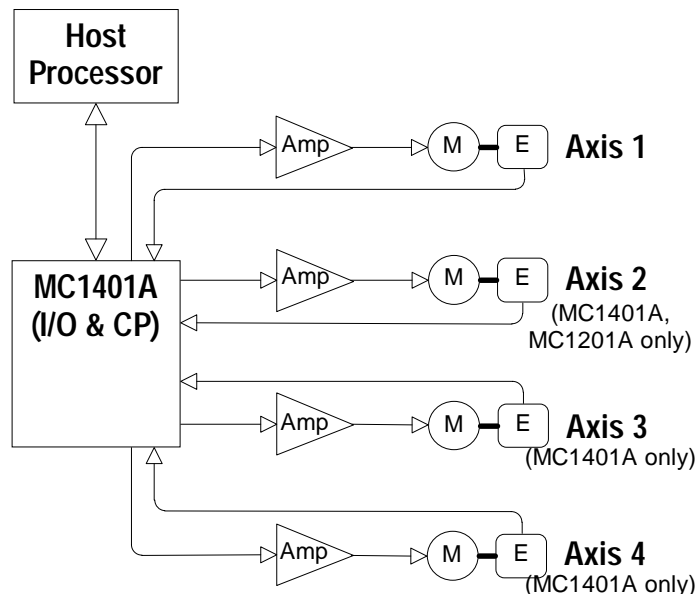 Host
Processor
Amp
M
E
Axis 1
MC1401A
(I/O & CP)
Amp
M
E
Axis 2
(MC1401A,
MC1201A only)
Amp
M
E
Axis 3
(MC1401A only)
Amp
M
E
Axis 4
(MC1401A only)